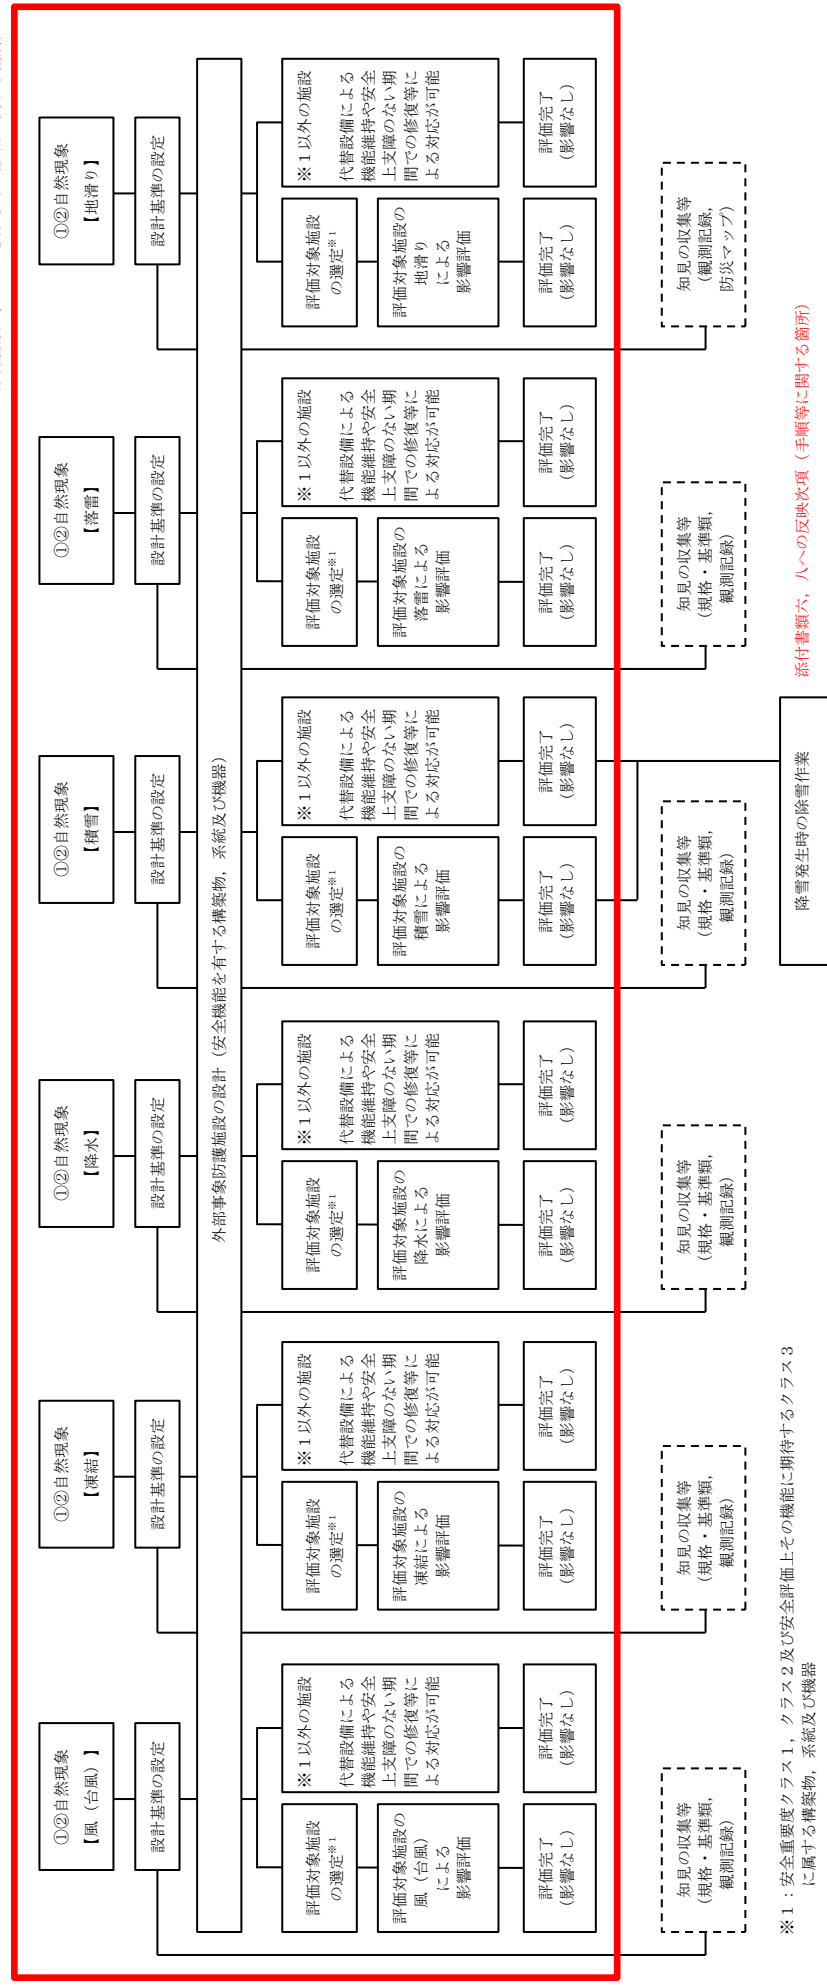 ①②自然現象
【風（台風）】
設計基準の設定
①②自然現象
【凍結】
設計基準の設定
①②自然現象
【降水】
設計基準の設定
①②自然現象
【積雪】
設計基準の設定
①②自然現象
【落雷】
設計基準の設定
①②自然現象
【地滑り】
設計基準の設定
外部事象防護施設の設計（安全機能を有する構築物，系統及び機器）
評価対象施設
の選定※1
評価対象施設の
風（台風）
による
影響評価
評価完了
（影響なし）
※１以外の施設
代替設備による
機能維持や安全
上支障のない期
間での修復等に
よる対応が可能
評価完了
（影響なし）
評価対象施設
の選定※1
評価対象施設の
凍結による
影響評価
評価完了
（影響なし）
※１以外の施設
代替設備による
機能維持や安全
上支障のない期
間での修復等に
よる対応が可能
評価完了
（影響なし）
評価対象施設
の選定※1
評価対象施設の
降水による
影響評価
評価完了
（影響なし）
※１以外の施設
代替設備による
機能維持や安全
上支障のない期
間での修復等に
よる対応が可能
評価完了
（影響なし）
評価対象施設
の選定※1
評価対象施設の
積雪による
影響評価
評価完了
（影響なし）
※１以外の施設
代替設備による
機能維持や安全
上支障のない期
間での修復等に
よる対応が可能
評価完了
（影響なし）
評価対象施設
の選定※1
評価対象施設の
落雷による
影響評価
評価完了
（影響なし）
※１以外の施設
代替設備による
機能維持や安全
上支障のない期
間での修復等に
よる対応が可能
評価完了
（影響なし）
評価対象施設
の選定※1
評価対象施設の
地滑り
による
影響評価
評価完了
（影響なし）
※１以外の施設
代替設備による
機能維持や安全
上支障のない期
間での修復等に
よる対応が可能
評価完了
（影響なし）
知見の収集等
（規格・基準類，
観測記録）
知見の収集等
（規格・基準類，
観測記録）
知見の収集等
（規格・基準類，
観測記録）
知見の収集等
（規格・基準類，
観測記録）
知見の収集等
（規格・基準類，
観測記録）
知見の収集等
（観測記録，
防災マップ）
降雪発生時の除雪作業
添付書類六，八への反映次項（手順等に関する箇所）
※１：安全重要度クラス１，クラス２及び安全評価上その機能に期待するクラス３
に属する構築物，系統及び機器